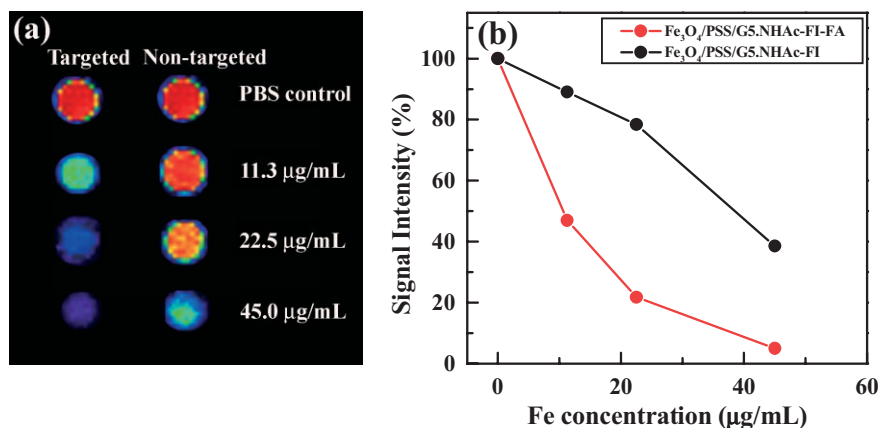 (a)
Targeted Non-targeted
PBS control
11.3 µg/mL
22.5 µg/mL
45.0 µg/mL
(b)
Fe₃O₄/PSS/G5.NHAc-FI-FA
Fe₃O₄/PSS/G5.NHAc-FI
Signal Intensity (%)
100
80
60
40
20
0
0 20 40 60
Fe concentration (µg/mL)